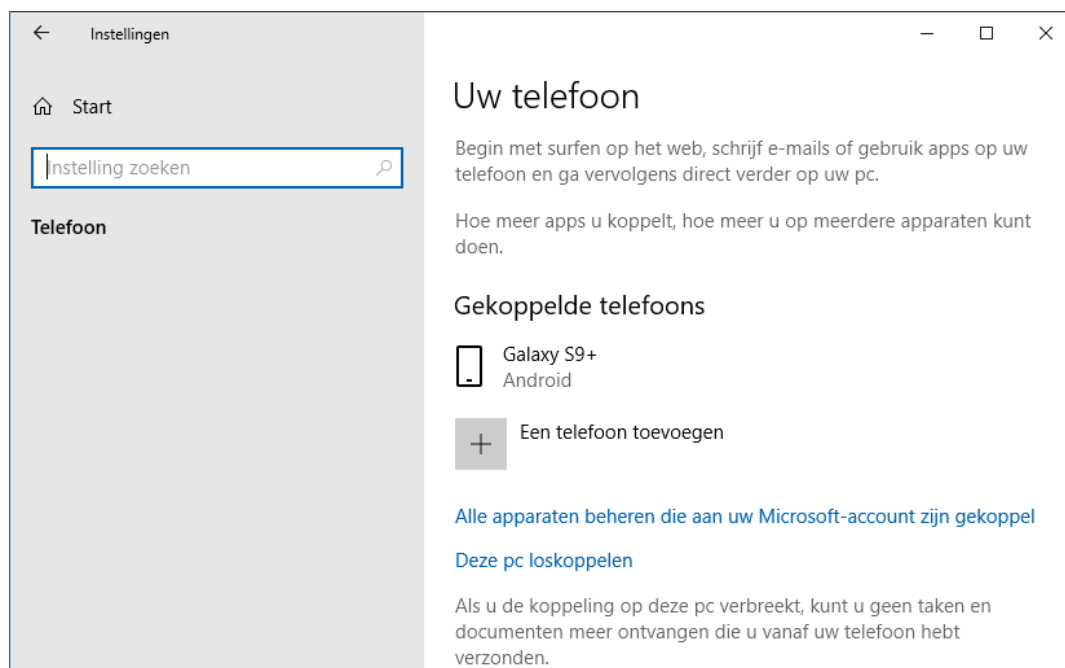 Instellingen
Start
Instelling zoeken
Telefoon
Uw telefoon
Begin met surfen op het web, schrijf e-mails of gebruik apps op uw
telefoon en ga vervolgens direct verder op uw pc.
Hoe meer apps u koppelt, hoe meer u op meerdere apparaten kunt
doen.
Gekoppelde telefoons
Galaxy S9+
Android
Een telefoon toevoegen
Alle apparaten beheren die aan uw Microsoft-account zijn gekoppel
Deze pc loskoppelen
Als u de koppeling op deze pc verbreekt, kunt u geen taken en
documenten meer ontvangen die u vanaf uw telefoon hebt
verzonden.